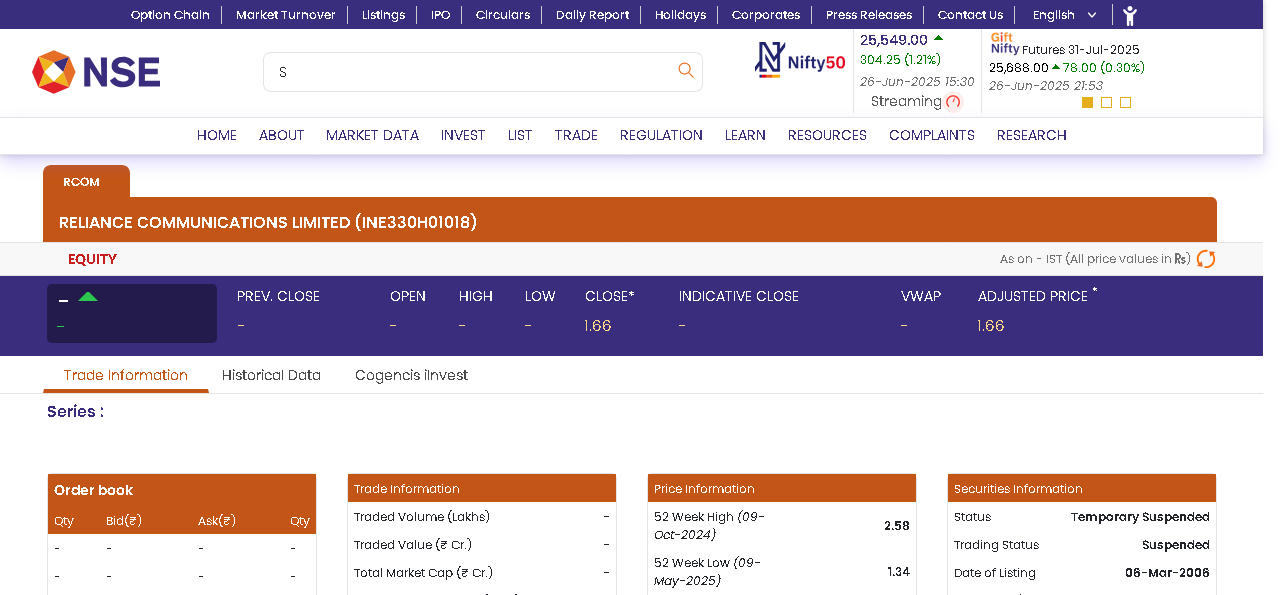 Option Chain Market Turnover Listings IPO Circulars Daily Report Holidays Corporates Press Releases Contact Us English
NSE
S
Nifty50
25,549.00
304.25 (1.21%)
26-Jun-2025 15:30
Streaming
Gift
Nifty Futures 31-Jul-2025
25,688.00 78.00 (0.30%)
26-Jun-2025 21:53
HOME ABOUT MARKET DATA INVEST LIST TRADE REGULATION LEARN RESOURCES COMPLAINTS RESEARCH
RCOM
RELIANCE COMMUNICATIONS LIMITED (INE330H01018)
EQUITY
As on - IST (All price values in ₨)
-
-
PREV. CLOSE OPEN HIGH LOW CLOSE* INDICATIVE CLOSE VWAP ADJUSTED PRICE *
- - - - 1.66 - - 1.66
Trade Information Historical Data Cogencis iInvest
Series :
Order book
Qty Bid(₹) Ask(₹) Qty
- - - -
- - - -
Trade Information
Traded Volume (Lakhs) -
Traded Value (₹ Cr.) -
Total Market Cap (₹ Cr.) -
Price Information
52 Week High (09-
Oct-2024) 2.58
52 Week Low (09-
May-2025) 1.34
Securities Information
Status Temporary Suspended
Trading Status Suspended
Date of Listing 06-Mar-2006